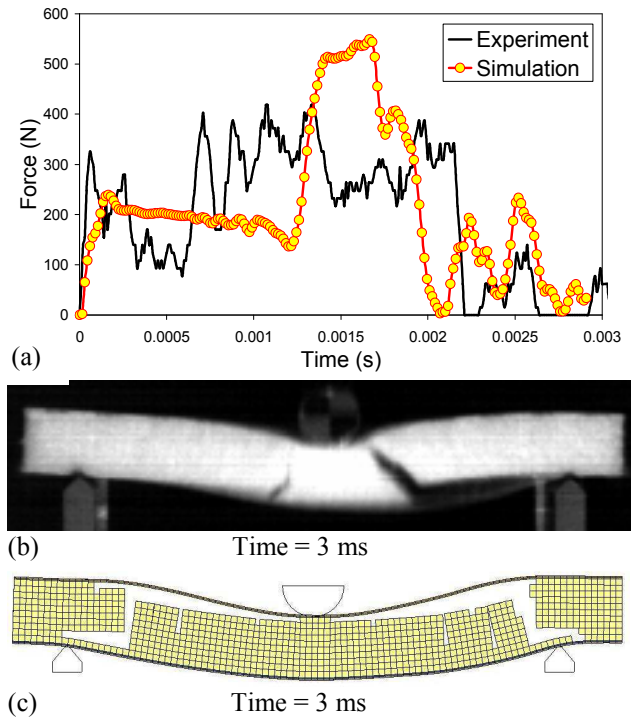 600
500
400
300
200
100
0
Force (N)
Experiment
Simulation
0 0.0005 0.001 0.0015 0.002 0.0025 0.003
(a) Time (s)
(b) Time = 3 ms
(c) Time = 3 ms